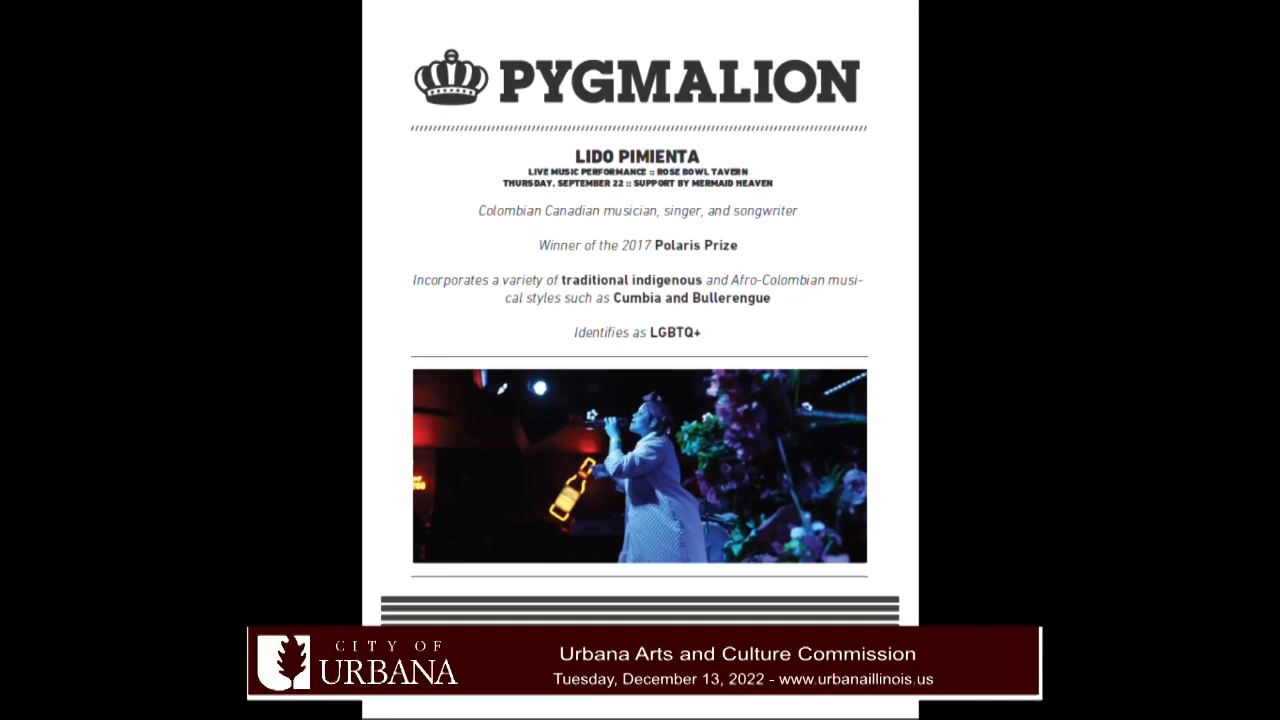 PYGMALION
LIDO PIMIENTA
LIVE MUSIC PERFORMANCE :: ROSE BOWL TAVERN
THURSDAY, SEPTEMBER 22 :: SUPPORT BY MERMAID HEAVEN
Colombian Canadian musician, singer, and songwriter
Winner of the 2017 Polaris Prize
Incorporates a variety of traditional indigenous and Afro-Colombian musi-
cal styles such as Cumbia and Bullerengue
Identifies as LGBTQ+
CITY OF
URBANA
Urbana Arts and Culture Commission
Tuesday, December 13, 2022 - www.urbanaillinois.us